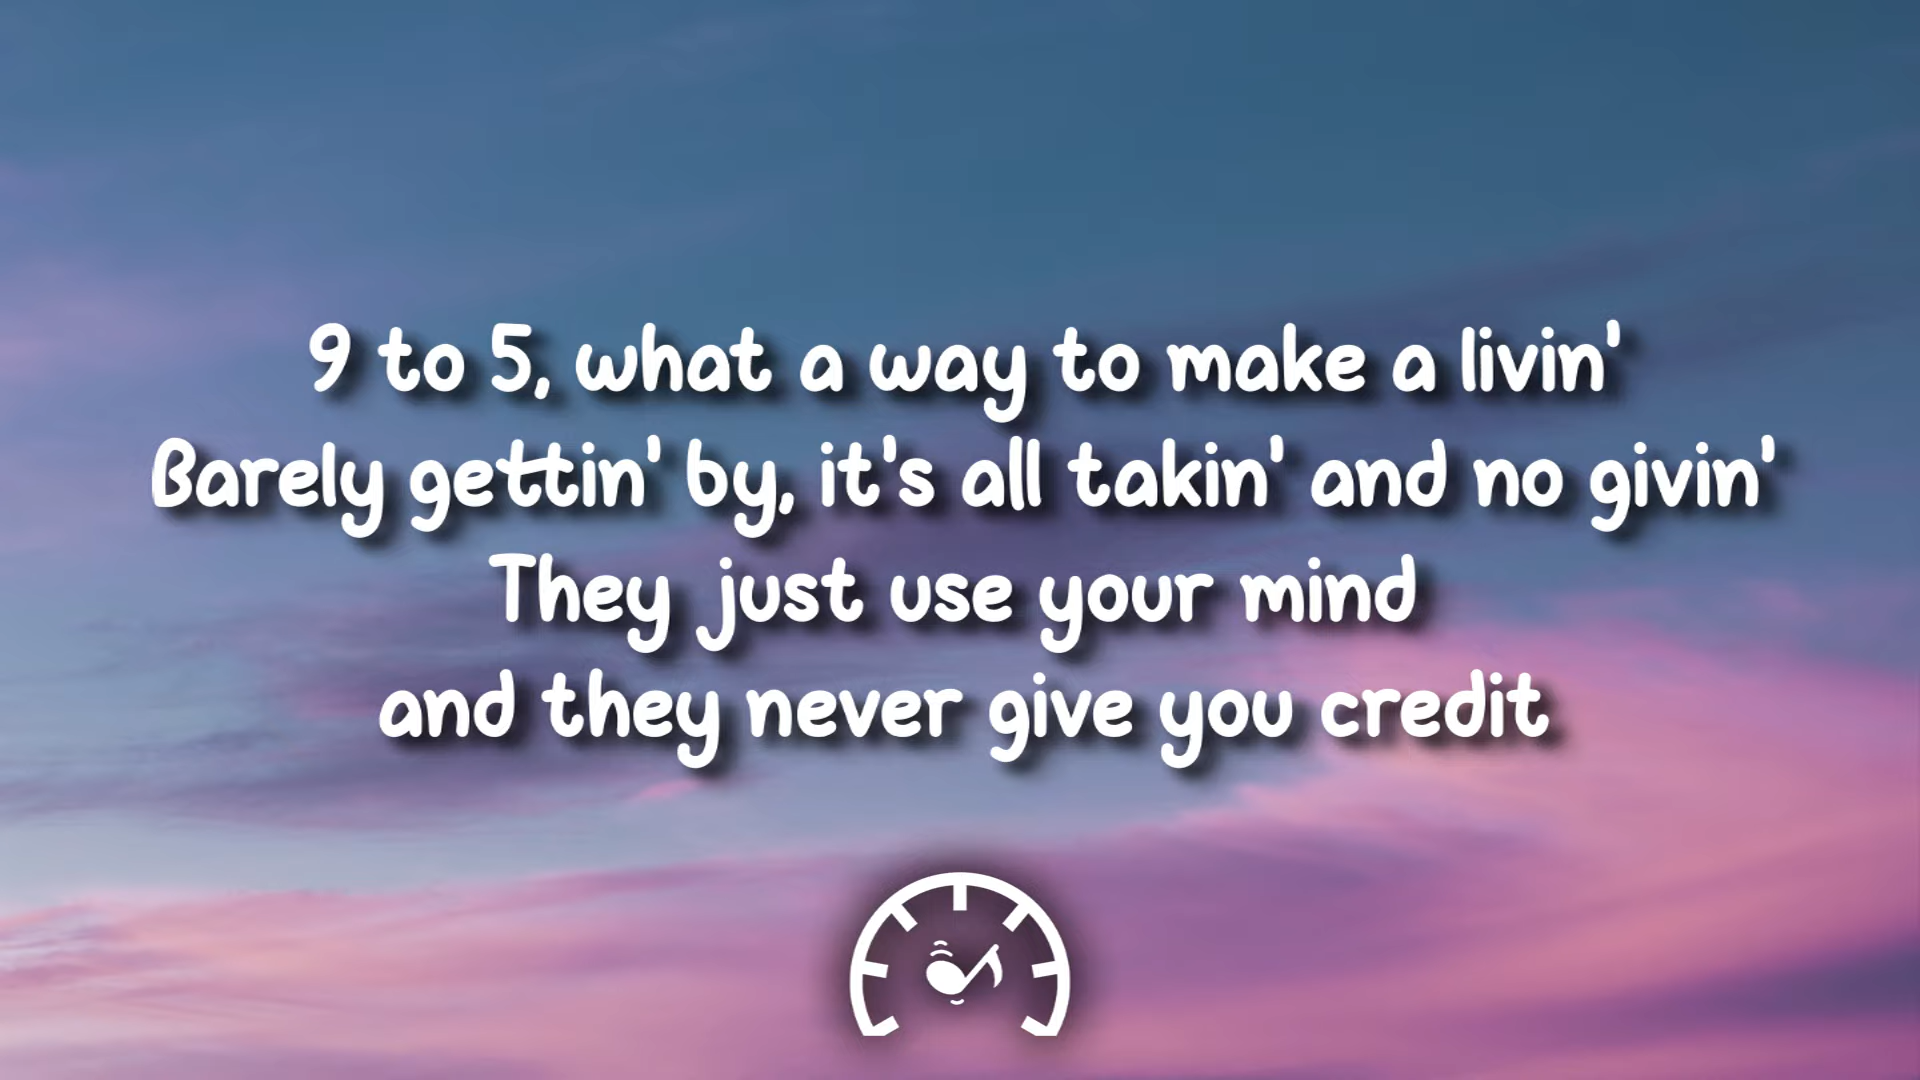 9 to 5, what a way to make a livin'
Barely gettin' by, it's all takin' and no givin'
They just use your mind
and they never give you credit